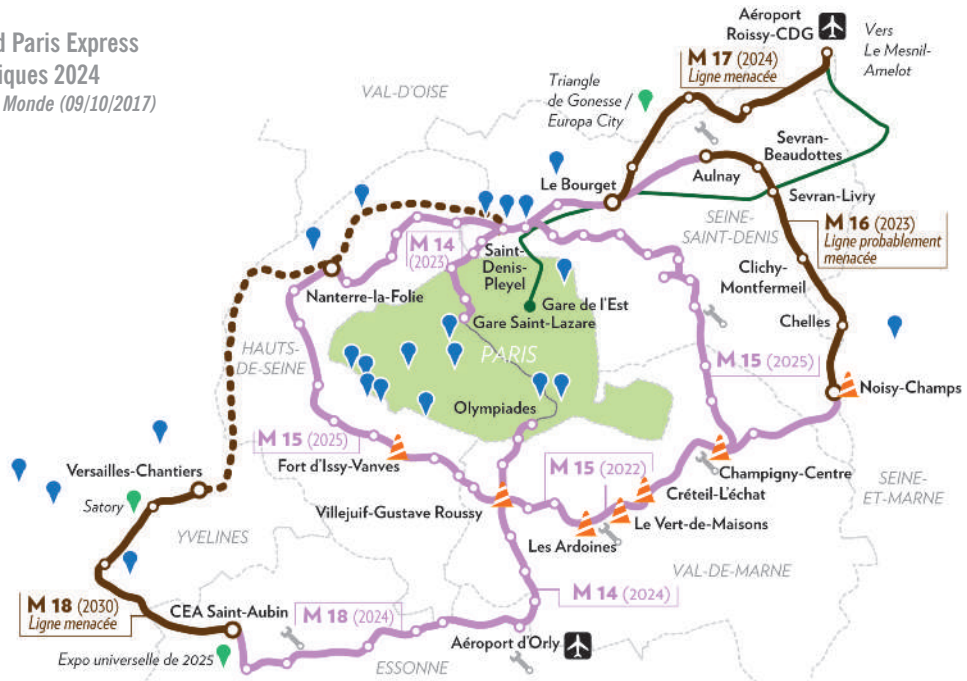 d Paris Express
iques 2024
Monde (09/10/2017)
Aéroport
Roissy-CDG
Vers
Le Mesnil-
Amelot
M 17 (2024)
Ligne menacée
VAL-D'OISE
Triangle
de Gonesse /
Europa City
Sevran-
Beaudottes
Aulnay
Le Bourget
Sevran-Livry
SEINE-
SAINT-DENIS
M 16 (2023)
Ligne probablement
menacée
M 14
(2023)
Saint-
Denis-
Pleyel
Clichy-
Montfermeil
Nanterre-la-Folie
Gare de l'Est
Gare Saint-Lazare
Chelles
HAUTS-
DE-SEINE
PARIS
M 15 (2025)
Noisy-Champs
Olympiades
M 15 (2025)
Fort d'Issy-Vanves
M 15 (2022)
Champigny-Centre
Versailles-Chantiers
SEINE-
ET-MARNE
Satory
Créteil-L'échat
Villejuif-Gustave Roussy
Le Vert-de-Maisons
YVELINES
Les Ardoines
VAL-DE-MARNE
M 18 (2030)
Ligne menacée
CEA Saint-Aubin
M 18 (2024)
M 14 (2024)
Aéroport d'Orly
Expo universelle de 2025
ESSONNE